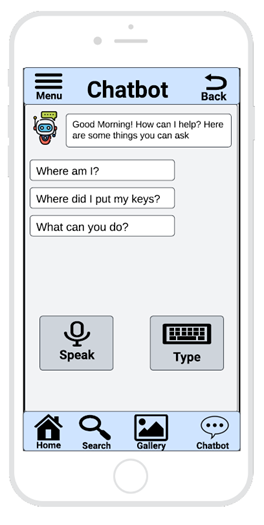 Menu
Chatbot
Back
Good Morning! How can I help? Here
are some things you can ask
Where am I?
Where did I put my keys?
What can you do?
Speak
Type
Home
Search
Gallery
Chatbot